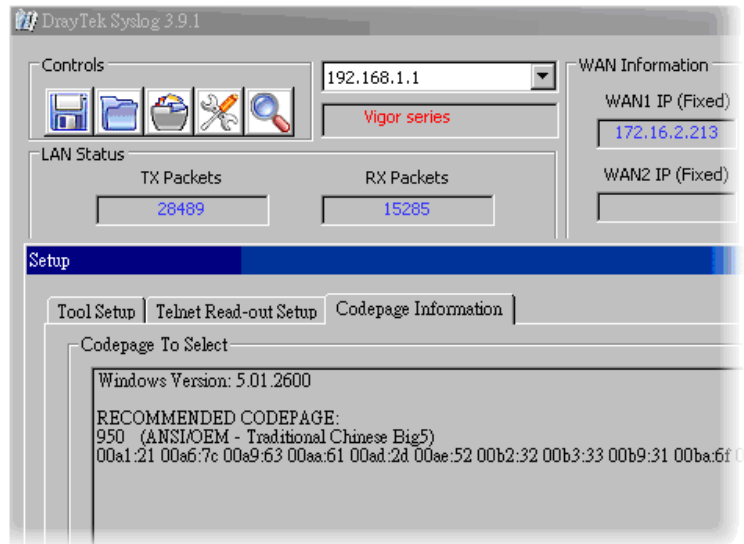 DrayTek Syslog 3.9.1
Controls
192.168.1.1
Vigor series
WAN Information
WAN1 IP (Fixed)
172.16.2.213
WAN2 IP (Fixed)
LAN Status
TX Packets
RX Packets
28489
15285
Setup
Tool Setup
Telnet Read-out Setup
Codepage Information
Codepage To Select
Windows Version: 5.01.2600
RECOMMENDED CODEPAGE:
950 (ANSI/OEM - Traditional Chinese Big5)
00a1:21 00a6:7c 00a9:63 00aa:61 00ad:2d 00ae:52 00b2:32 00b3:33 00b9:31 00ba:6f